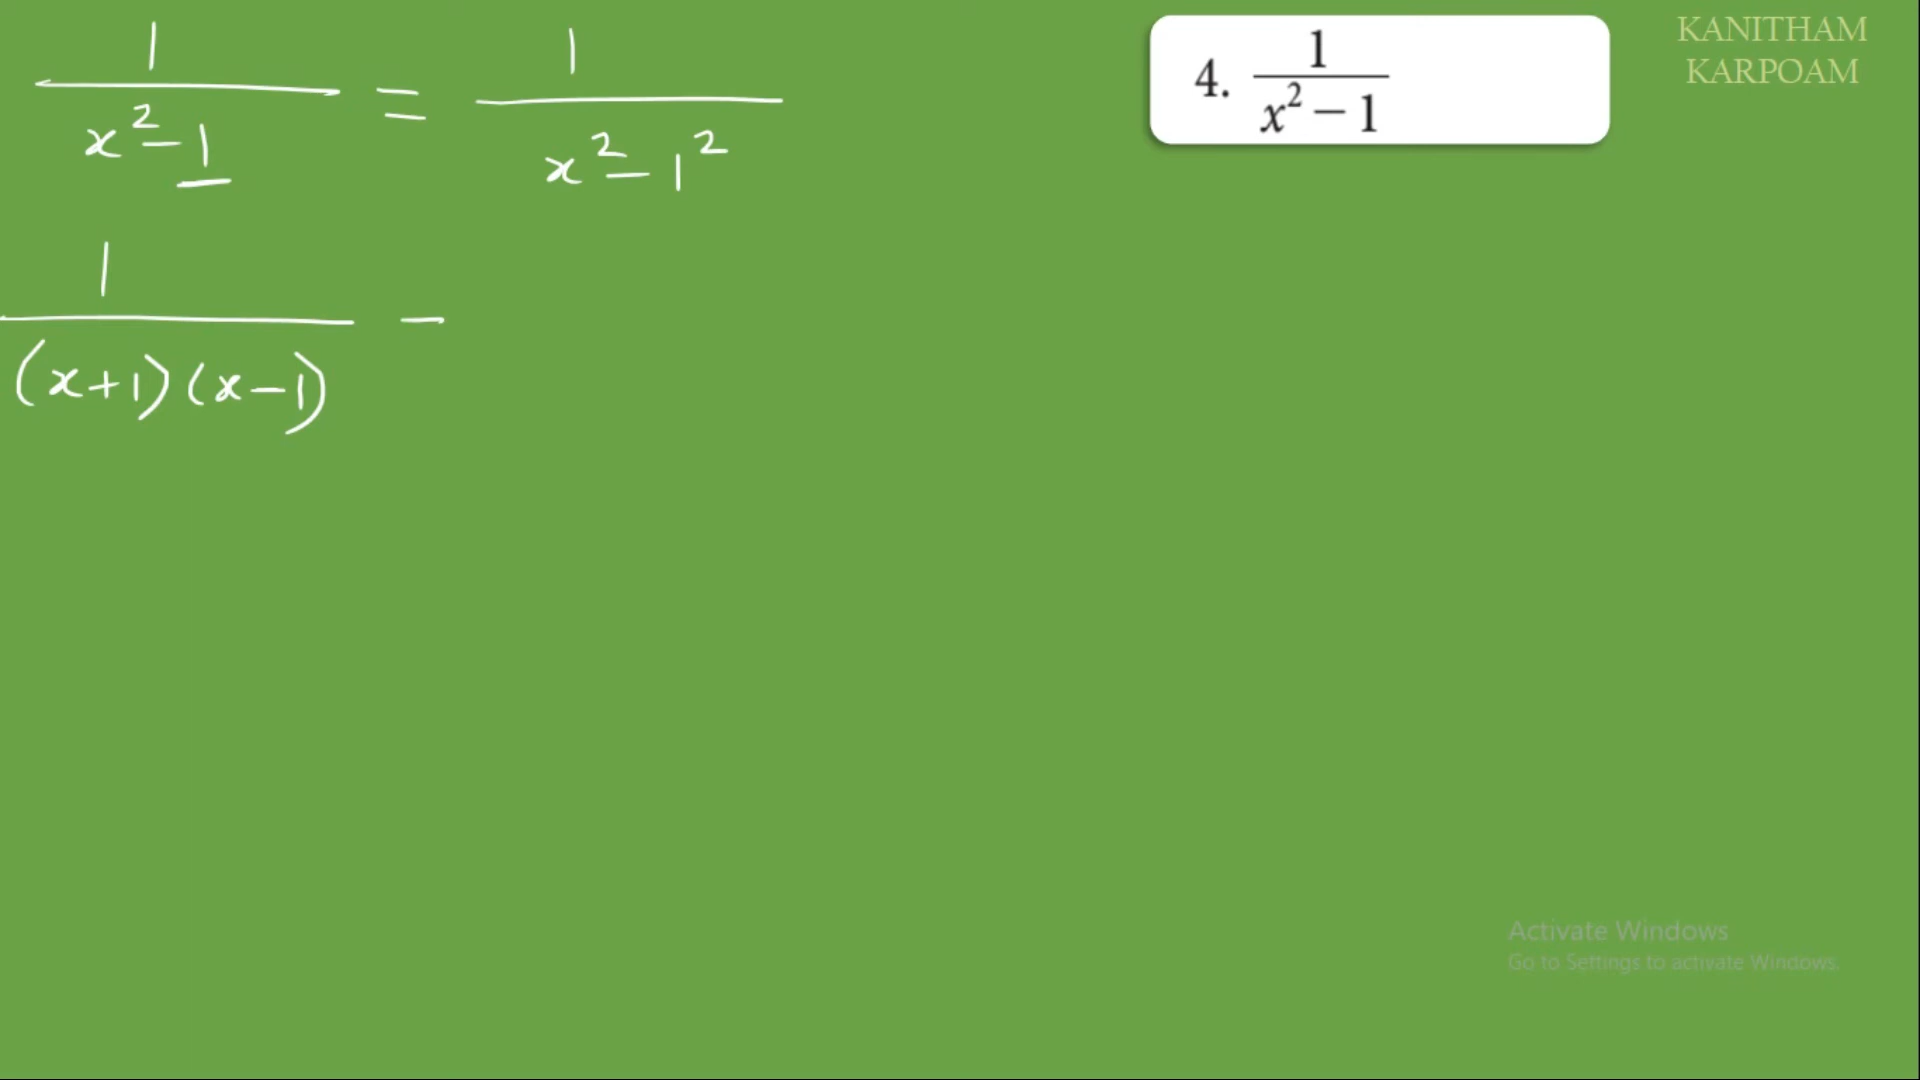 1/(x² - 1) = 1/(x² - 1²)
1/((x+1)(x-1)) -
4. 1/(x² - 1)
KANITHAM
KARPOAM
Activate Windows
Go to Settings to activate Windows.